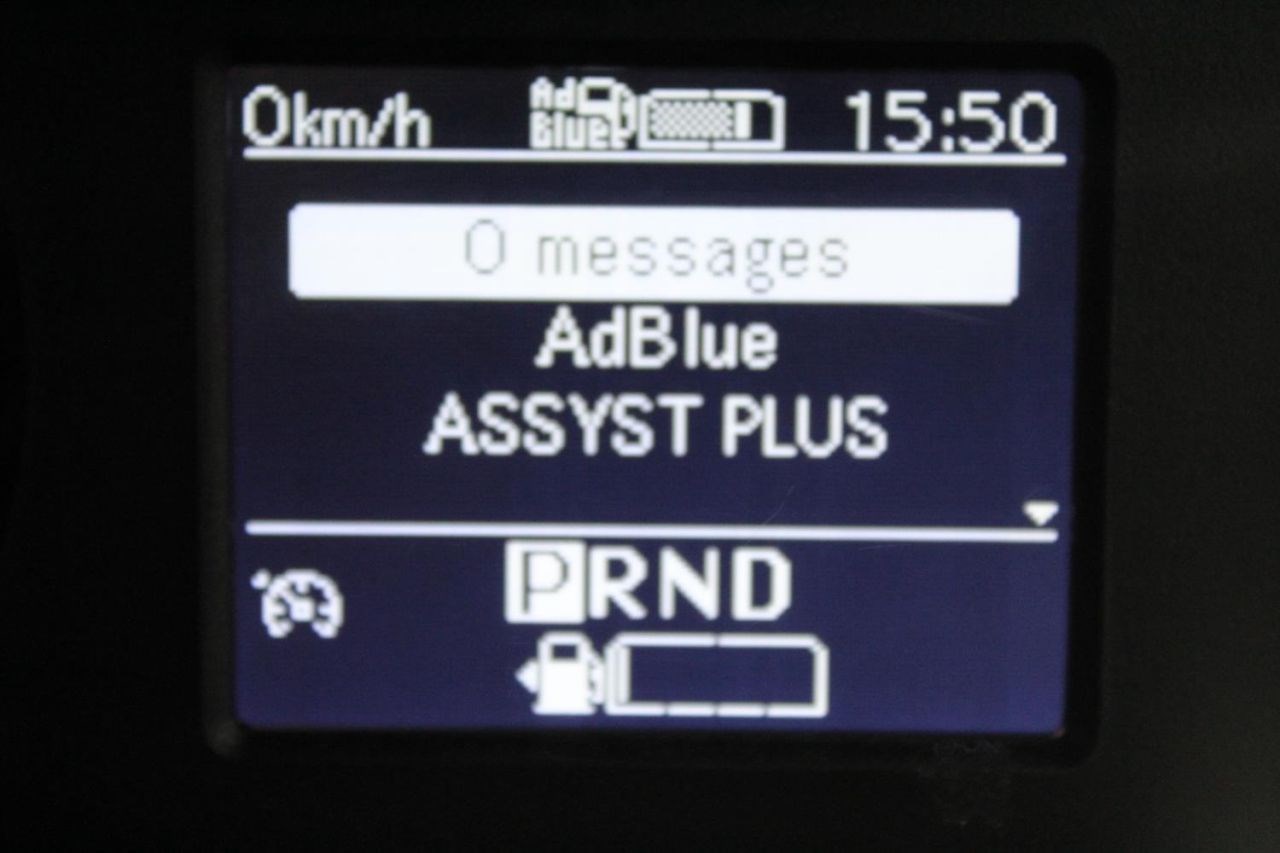 0km/h AdBlue 15:50
0 messages
AdBlue
ASSYST PLUS
PRND